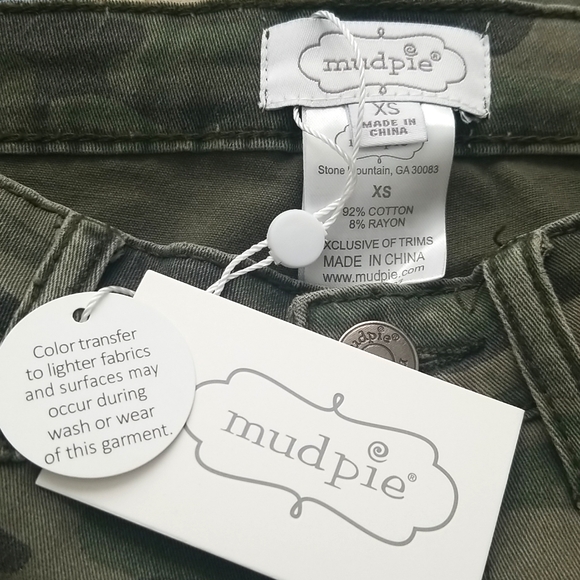 mudpie®
XS
MADE IN
CHINA
Stone Mountain, GA 30083
XS
92% COTTON
8% RAYON
XCLUSIVE OF TRIMS
MADE IN CHINA
www.mudpie.com
mudpie®
Color transfer
to lighter fabrics
and surfaces may
occur during
wash or wear
of this garment.
mudpie®